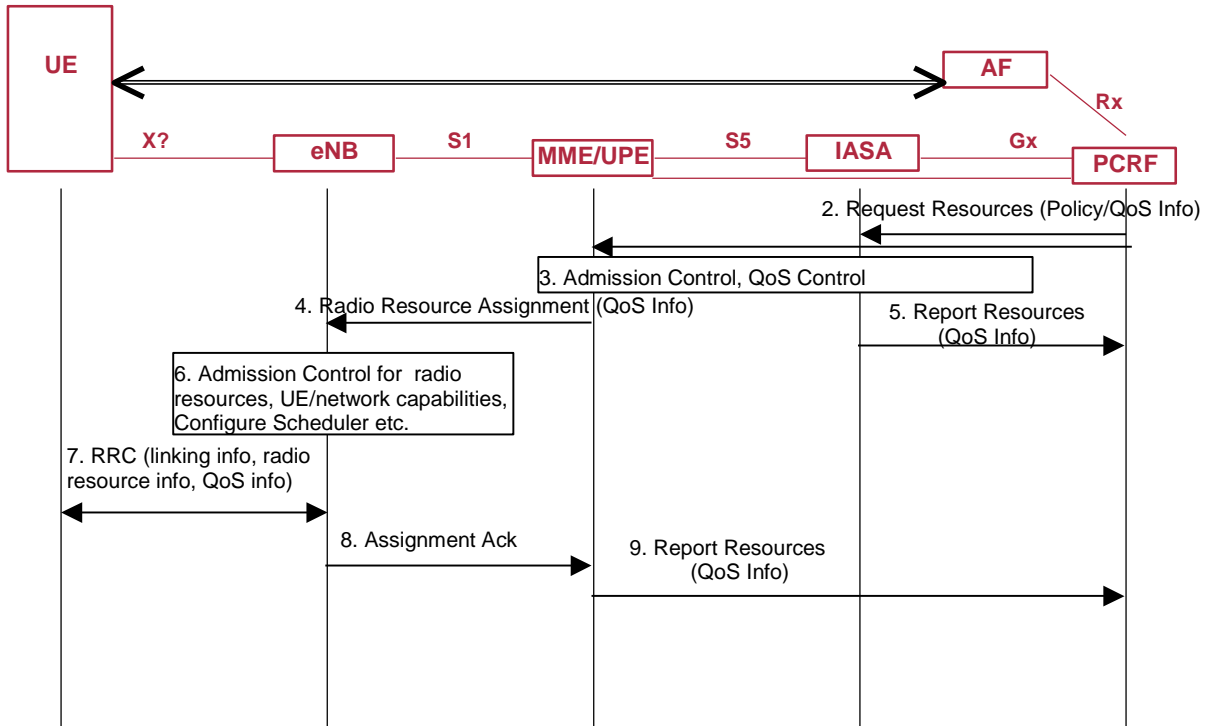 UE
AF
Rx
X?
eNB
S1
MME/UPE
S5
IASA
Gx
PCRF
2. Request Resources (Policy/QoS Info)
3. Admission Control, QoS Control
4. Radio Resource Assignment (QoS Info)
5. Report Resources
(QoS Info)
6. Admission Control for radio
resources, UE/network capabilities,
Configure Scheduler etc.
7. RRC (linking info, radio
resource info, QoS info)
8. Assignment Ack
9. Report Resources
(QoS Info)